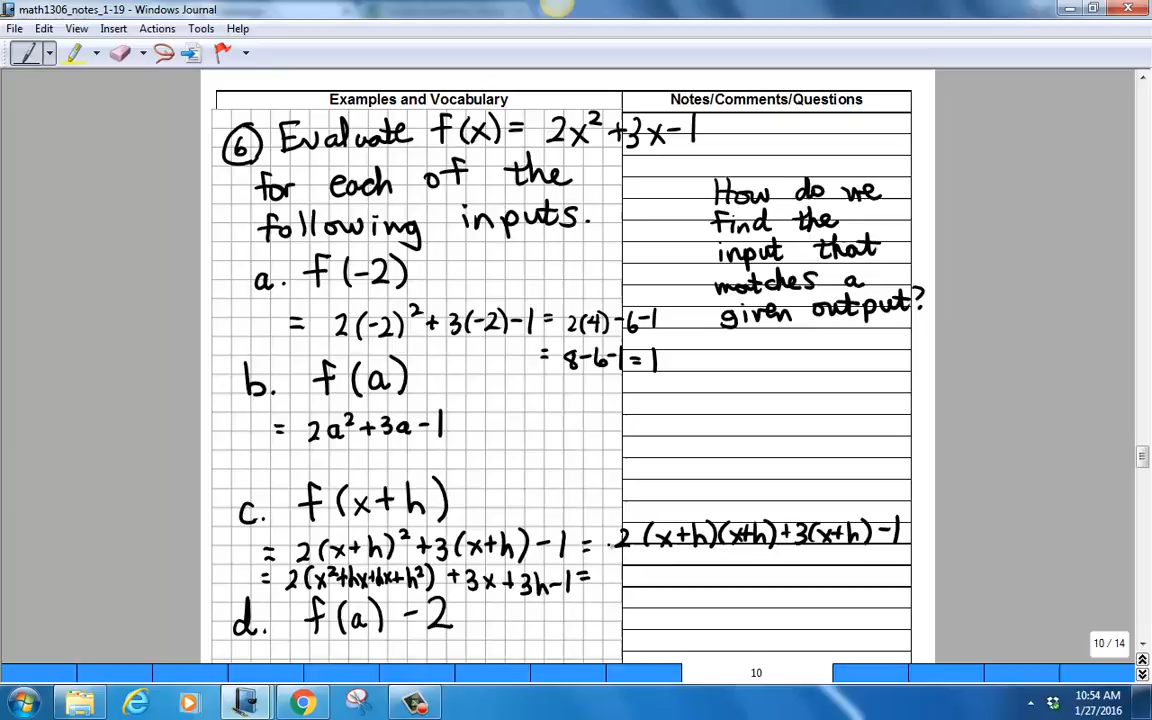 math1306_notes_1-19 - Windows Journal
File Edit View Insert Actions Tools Help
Examples and Vocabulary
Notes/Comments/Questions
6 Evaluate f(x) = 2x² + 3x - 1
for each of the
following inputs.
a. f(-2)
= 2(-2)² + 3(-2) - 1 = 2(4) - 6 - 1
= 8 - 6 - 1 = 1
b. f(a)
= 2a² + 3a - 1
c. f(x+h)
= 2(x+h)² + 3(x+h) - 1 = 2(x+h)(x+h) + 3(x+h) - 1
= 2(x²+hx+hx+h²) + 3x + 3h - 1 =
d. f(a) - 2
How do we
find the
input that
matches a
given output?
10 / 14
10
10:54 AM
1/27/2016